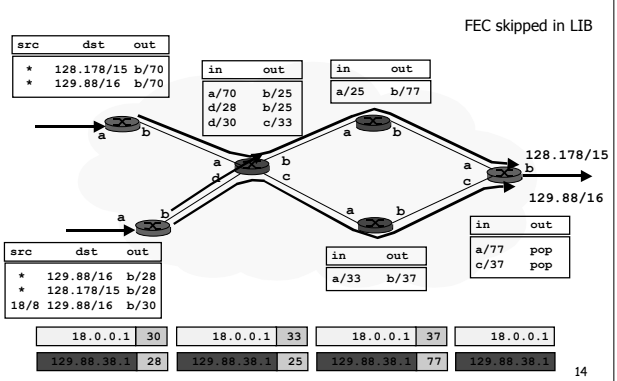 FEC skipped in LIB
src dst out
* 128.178/15 b/70
* 129.88/16 b/70
in out
a/70 b/25
d/28 b/25
d/30 c/33
in out
a/25 b/77
a b
a b
a b
d c
a b
c
128.178/15
129.88/16
a b
a b
src dst out
* 129.88/16 b/28
* 128.178/15 b/28
18/8 129.88/16 b/30
in out
a/33 b/37
in out
a/77 pop
c/37 pop
18.0.0.1 30 18.0.0.1 33 18.0.0.1 37 18.0.0.1
129.88.38.1 28 129.88.38.1 25 129.88.38.1 77 129.88.38.1
14